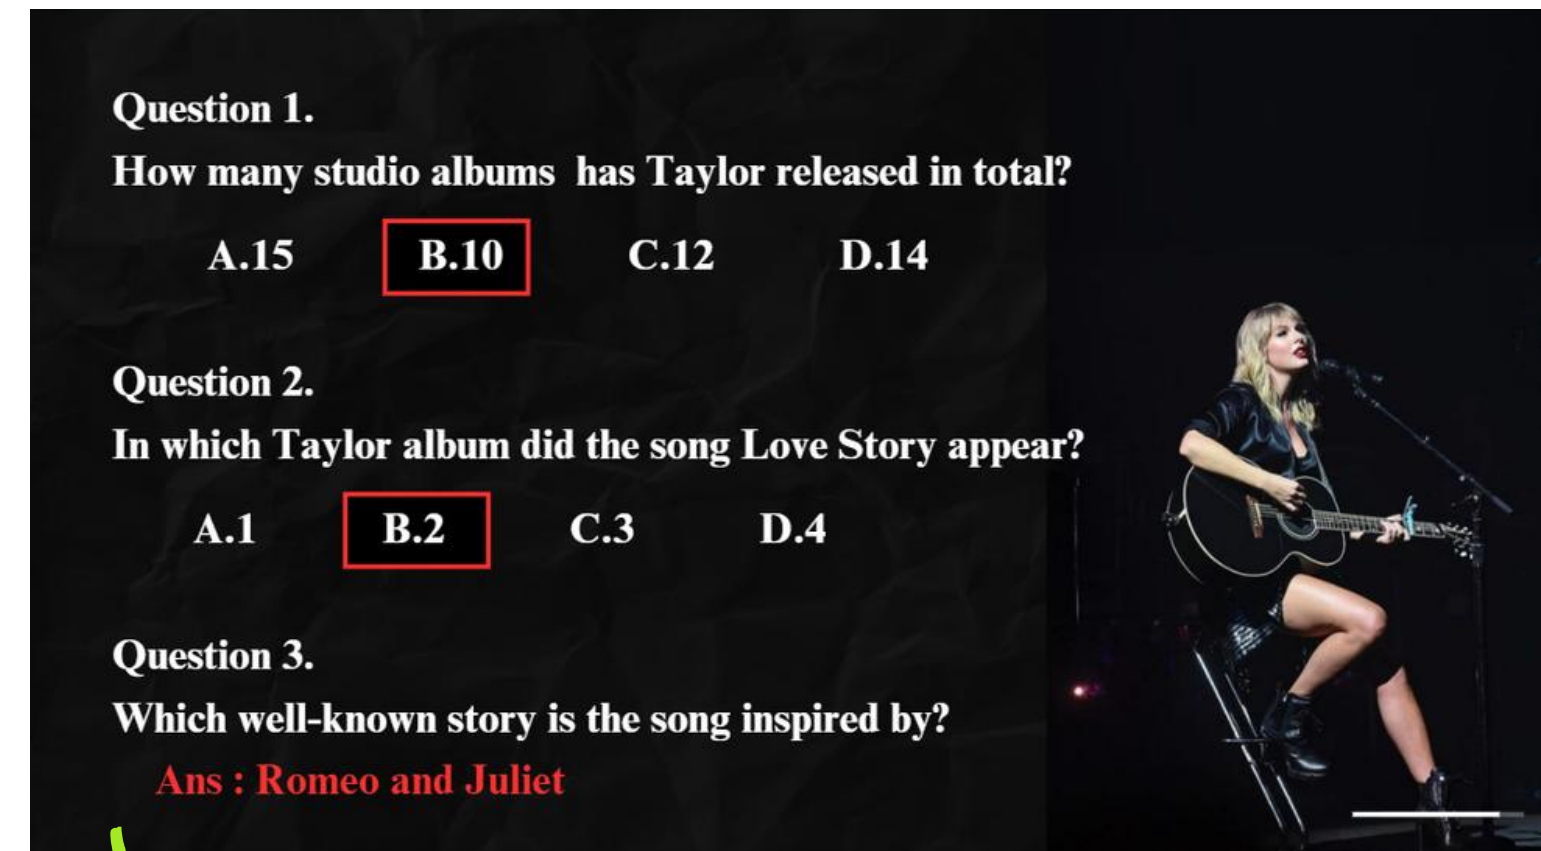 Question 1.
How many studio albums has Taylor released in total?
A.15 B.10 C.12 D.14
Question 2.
In which Taylor album did the song Love Story appear?
A.1 B.2 C.3 D.4
Question 3.
Which well-known story is the song inspired by?
Ans : Romeo and Juliet